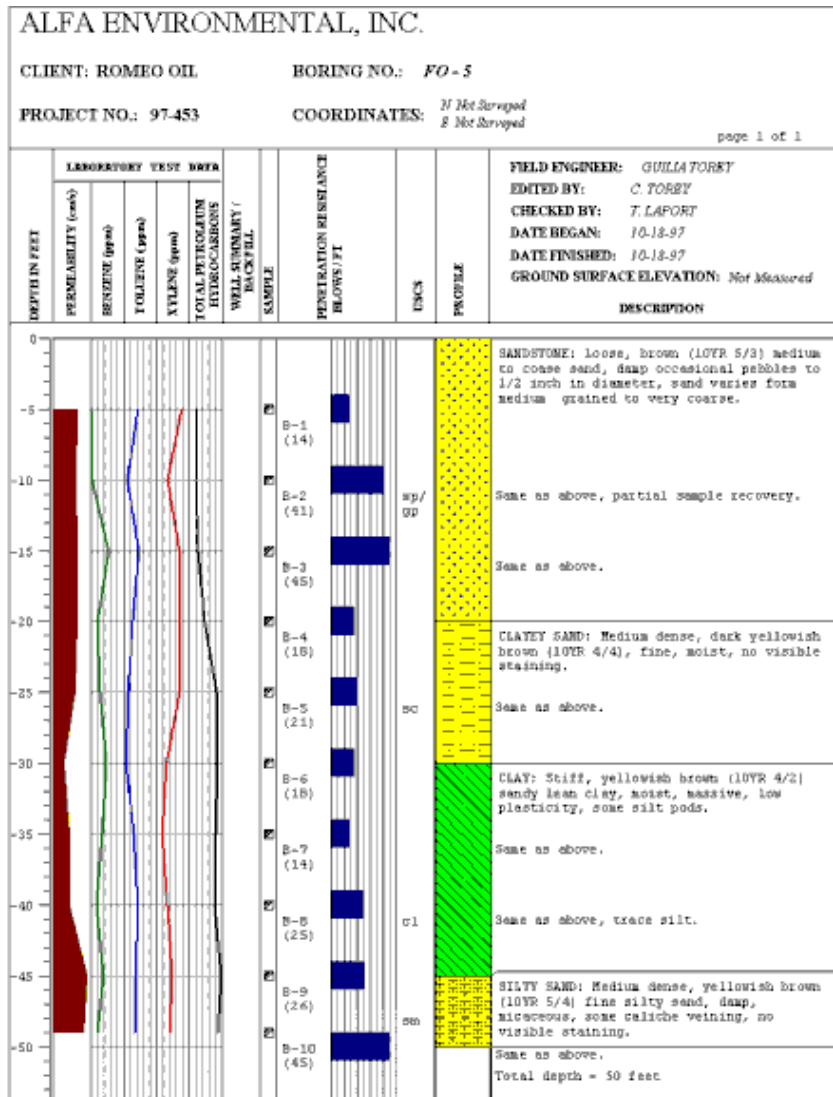 ALFA ENVIRONMENTAL, INC.
CLIENT: ROMEO OIL
BORING NO.: FO - 5
PROJECT NO.: 97-453
COORDINATES: N Not Surveyed
E Not Surveyed
page 1 of 1
DEPTH IN FEET
LABORATORY TEST DATA
PERMEABILITY (cm/s)
BENZENE (ppm)
TOLUENE (ppm)
XYLENE (ppm)
TOTAL PETROLEUM
HYDROCARBONS
WELL SUMMARY /
BACKFILL
SAMPLE
PENETRATION RESISTANCE
BLOWS / FT
USCS
PROFILE
FIELD ENGINEER: GUILIA TOREY
EDITED BY: C. TOREY
CHECKED BY: T. LAFORT
DATE BEGAN: 10-18-97
DATE FINISHED: 10-18-97
GROUND SURFACE ELEVATION: Not Measured
DESCRIPTION
0
SANDSTONE: loose, brown (10YR 5/3) medium
to coase sand, damp occasional pebbles to
1/2 inch in diameter, sand varies form
medium grained to very coarse.
-5
B-1
(14)
-10
B-2
(41)
sp/
gp
Same as above, partial sample recovery.
-15
B-3
(45)
Same as above.
-20
B-4
(18)
CLAYEY SAND: Medium dense, dark yellowish
brown (10YR 4/4), fine, moist, no visible
staining.
-25
B-5
(21)
sc
Same as above.
-30
B-6
(18)
CLAY: Stiff, yellowish brown (10YR 4/2)
sandy lean clay, moist, massive, low
plasticity, some silt pods.
-35
B-7
(14)
Same as above.
-40
B-8
(25)
cl
Same as above, trace silt.
-45
B-9
(26)
sm
SILTY SAND: Medium dense, yellowish brown
(10YR 5/4) fine silty sand, damp,
micaceous, some caliche veining, no
visible staining.
-50
B-10
(45)
Same as above.
Total depth = 50 feet